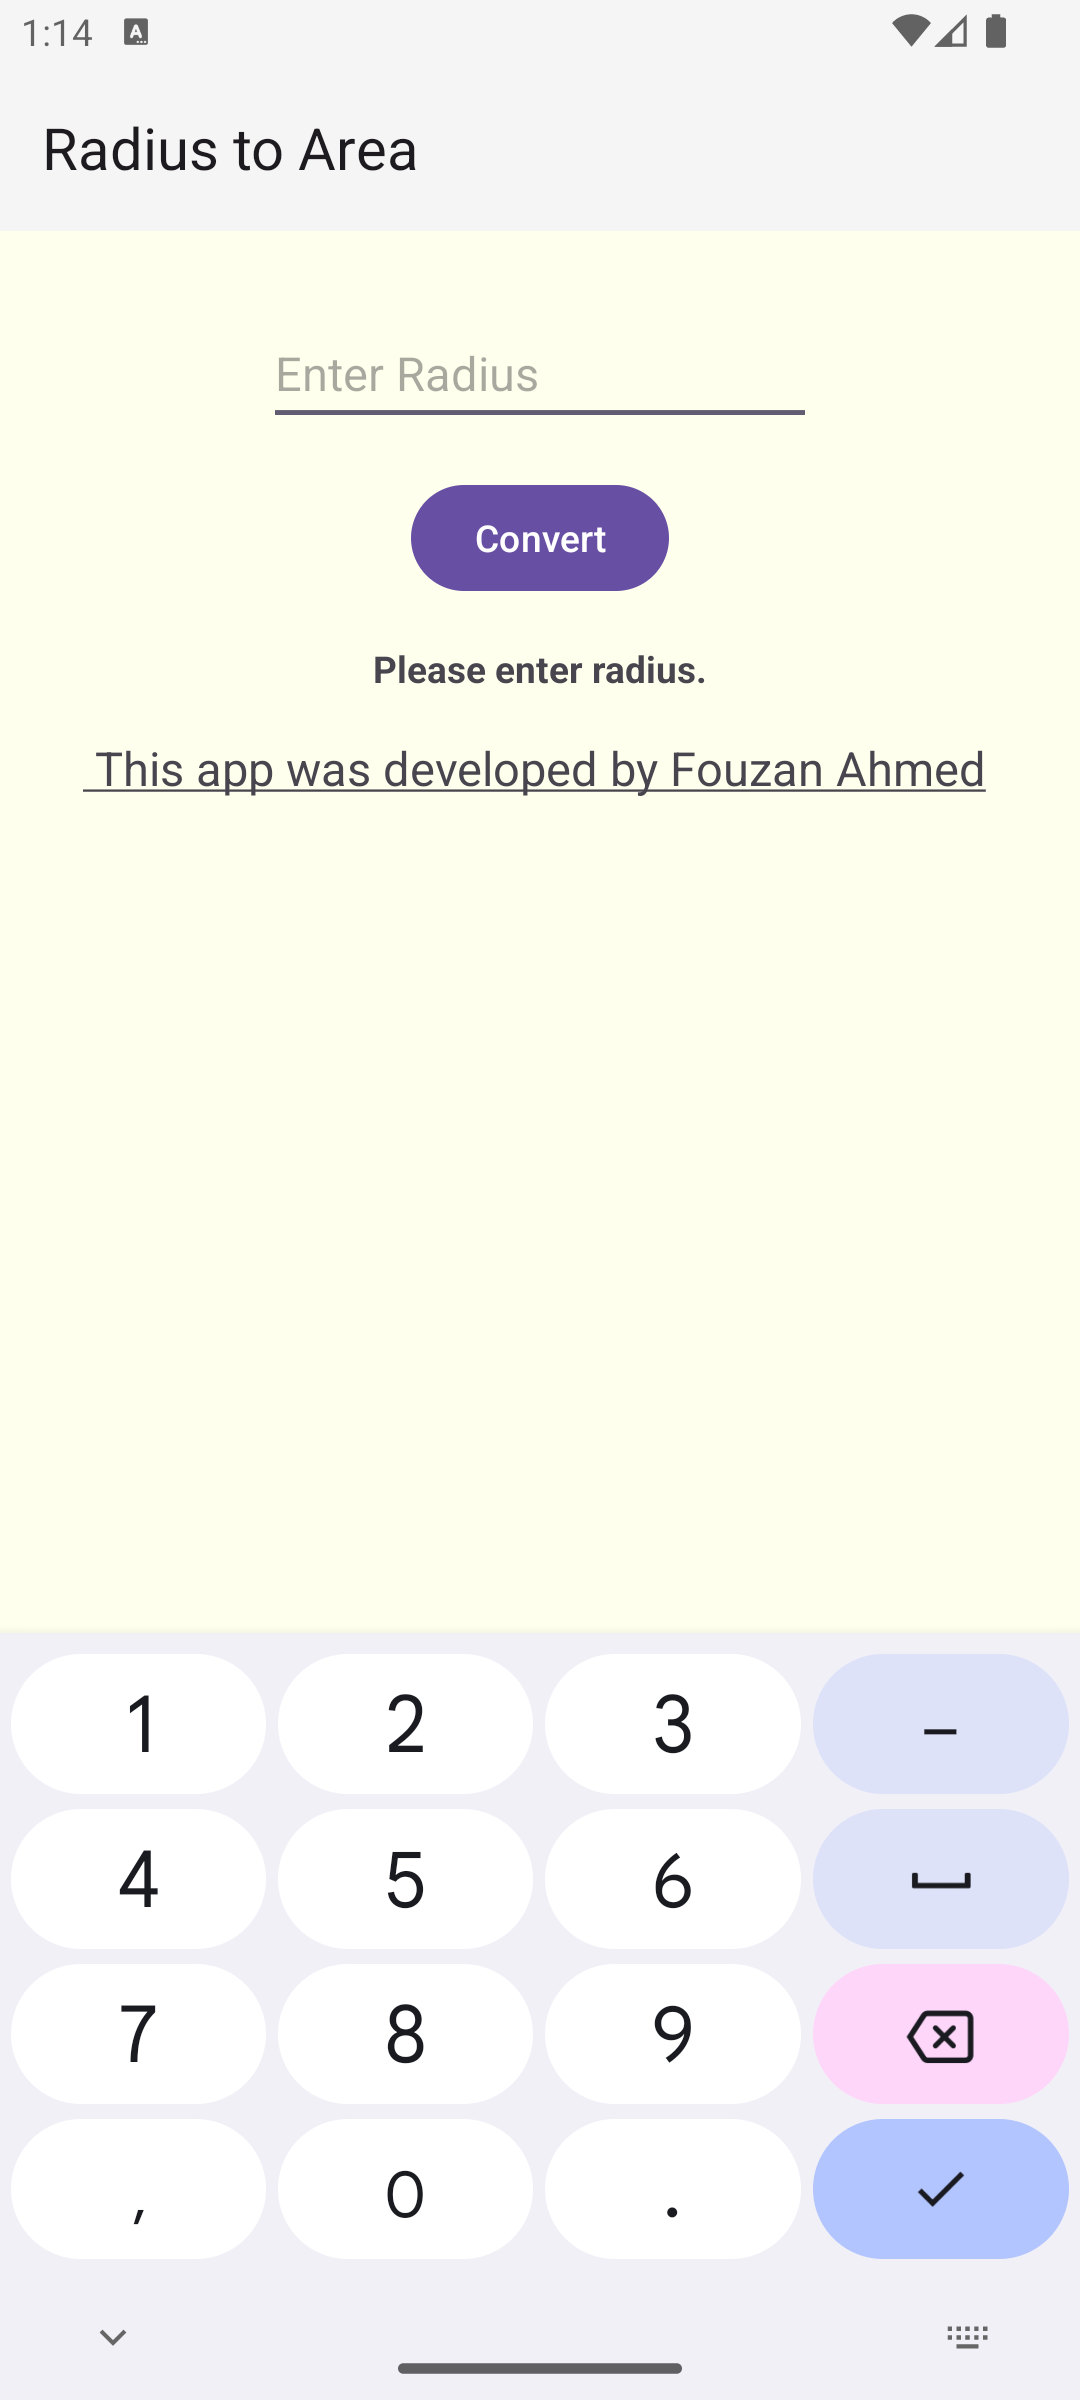 1:14
Radius to Area
Enter Radius
Convert
Please enter radius.
This app was developed by Fouzan Ahmed
1 2 3 –
4 5 6
7 8 9
, 0 .